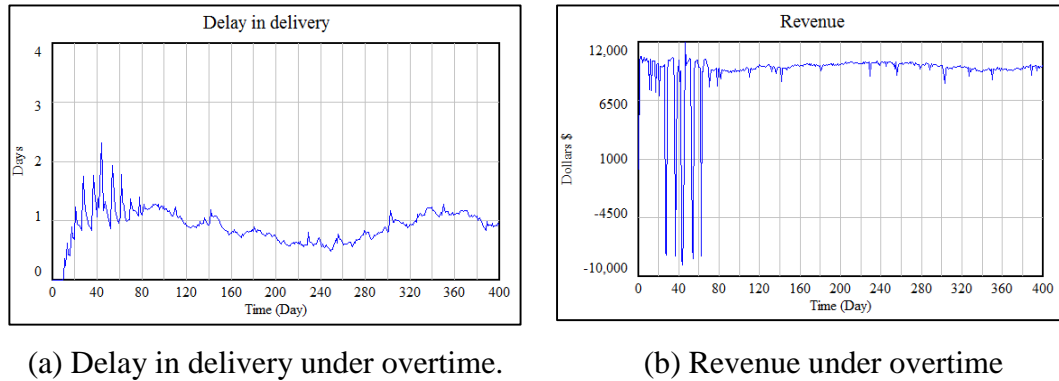 Delay in delivery
4
3
2
1
0
Days
0 40 80 120 160 200 240 280 320 360 400
Time (Day)
Revenue
12,000
6500
1000
-4500
-10,000
Dollars $
0 40 80 120 160 200 240 280 320 360 400
Time (Day)
(a) Delay in delivery under overtime.
(b) Revenue under overtime